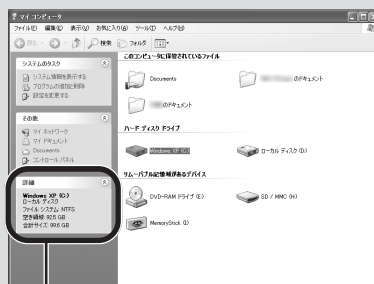 マイ コンピュータ
ファイル(F) 編集(E) 表示(V) お気に入り(A) ツール(T) ヘルプ(H)
戻る 検索 フォルダ
システムのタスク
システム情報を表示する
プログラムの追加と削除
設定を変更する
その他
マイ ネットワーク
マイ ドキュメント
Documents
コントロール パネル
詳細
Windows XP (C:)
ローカル ディスク
ファイル システム: NTFS
空き領域: 92.5 GB
合計サイズ: 99.6 GB
このコンピュータに保管されているファイル
Documents
のドキュメント
のドキュメント
ハード ディスク ドライブ
Windows XP (C:)
ローカル ディスク (D:)
リムーバブル記憶域があるデバイス
DVD-RAM ドライブ (E:)
SD / MMC (H:)
MemoryStick (I:)